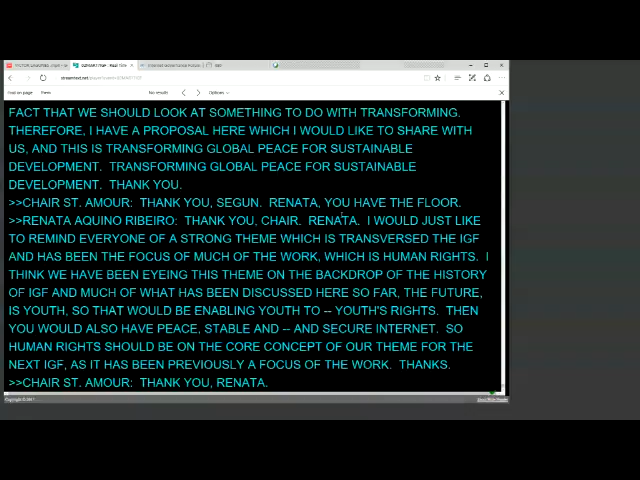 streamtext.net
Find on page
No results
Options
FACT THAT WE SHOULD LOOK AT SOMETHING TO DO WITH TRANSFORMING.
THEREFORE, I HAVE A PROPOSAL HERE WHICH I WOULD LIKE TO SHARE WITH
US, AND THIS IS TRANSFORMING GLOBAL PEACE FOR SUSTAINABLE
DEVELOPMENT. TRANSFORMING GLOBAL PEACE FOR SUSTAINABLE
DEVELOPMENT. THANK YOU.
>>CHAIR ST. AMOUR: THANK YOU, SEGUN. RENATA, YOU HAVE THE FLOOR.
>>RENATA AQUINO RIBEIRO: THANK YOU, CHAIR. RENATA. I WOULD JUST LIKE
TO REMIND EVERYONE OF A STRONG THEME WHICH IS TRANSVERSED THE IGF
AND HAS BEEN THE FOCUS OF MUCH OF THE WORK, WHICH IS HUMAN RIGHTS. I
THINK WE HAVE BEEN EYEING THIS THEME ON THE BACKDROP OF THE HISTORY
OF IGF AND MUCH OF WHAT HAS BEEN DISCUSSED HERE SO FAR, THE FUTURE,
IS YOUTH, SO THAT WOULD BE ENABLING YOUTH TO -- YOUTH'S RIGHTS. THEN
YOU WOULD ALSO HAVE PEACE, STABLE AND -- AND SECURE INTERNET. SO
HUMAN RIGHTS SHOULD BE ON THE CORE CONCEPT OF OUR THEME FOR THE
NEXT IGF, AS IT HAS BEEN PREVIOUSLY A FOCUS OF THE WORK. THANKS.
>>CHAIR ST. AMOUR: THANK YOU, RENATA.